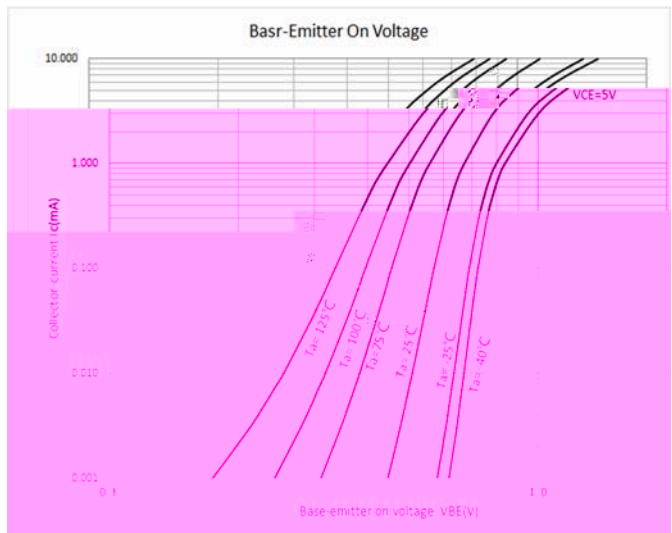 Basr-Emitter On Voltage
10.000
VCE=5V
1.000
Collector current Ic(mA)
0.100
Ta= 125℃
Ta= 100℃
Ta=75℃
Ta= 25℃
Ta= -25℃
Ta= -40℃
0.010
0.001
0.1
1.0
Base-emitter on voltage VBE(V)